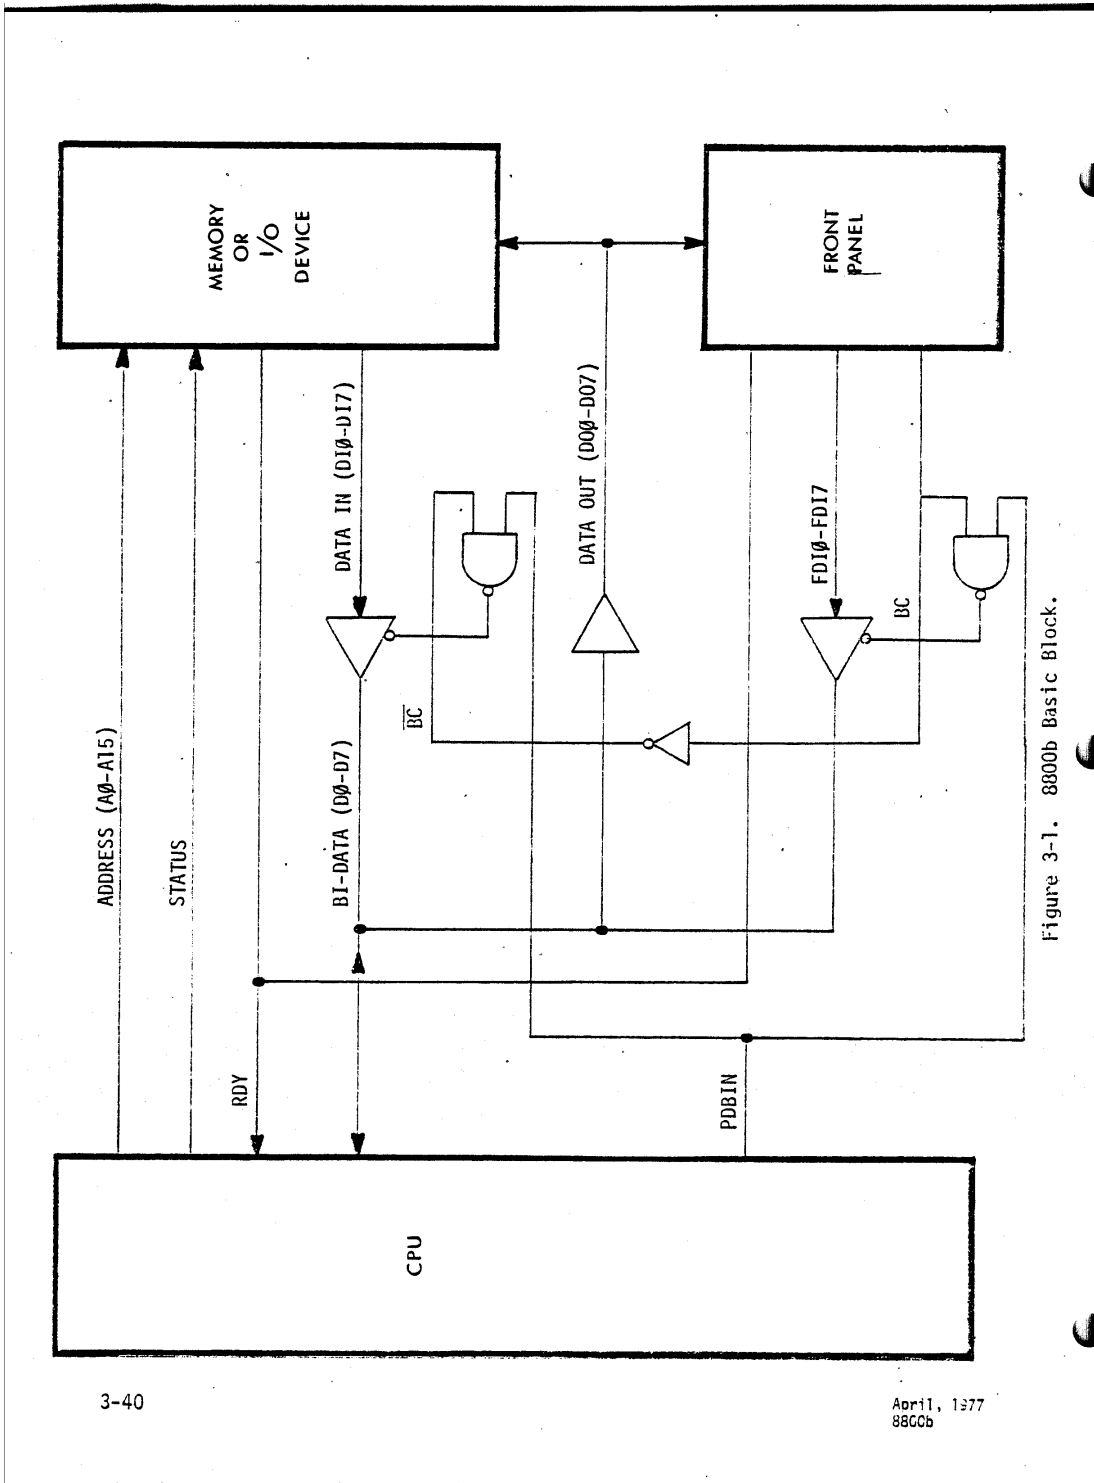 MEMORY
OR
I/O
DEVICE
FRONT
PANEL
ADDRESS (AØ-A15)
STATUS
RDY
DATA IN (DIØ-DI7)
BI-DATA (DØ-D7)
B̅C̅
DATA OUT (DOØ-DO7)
FDIØ-FDI7
BC
PDBIN
CPU
Figure 3-1. 8800b Basic Block.
3-40
April, 1977
8800b